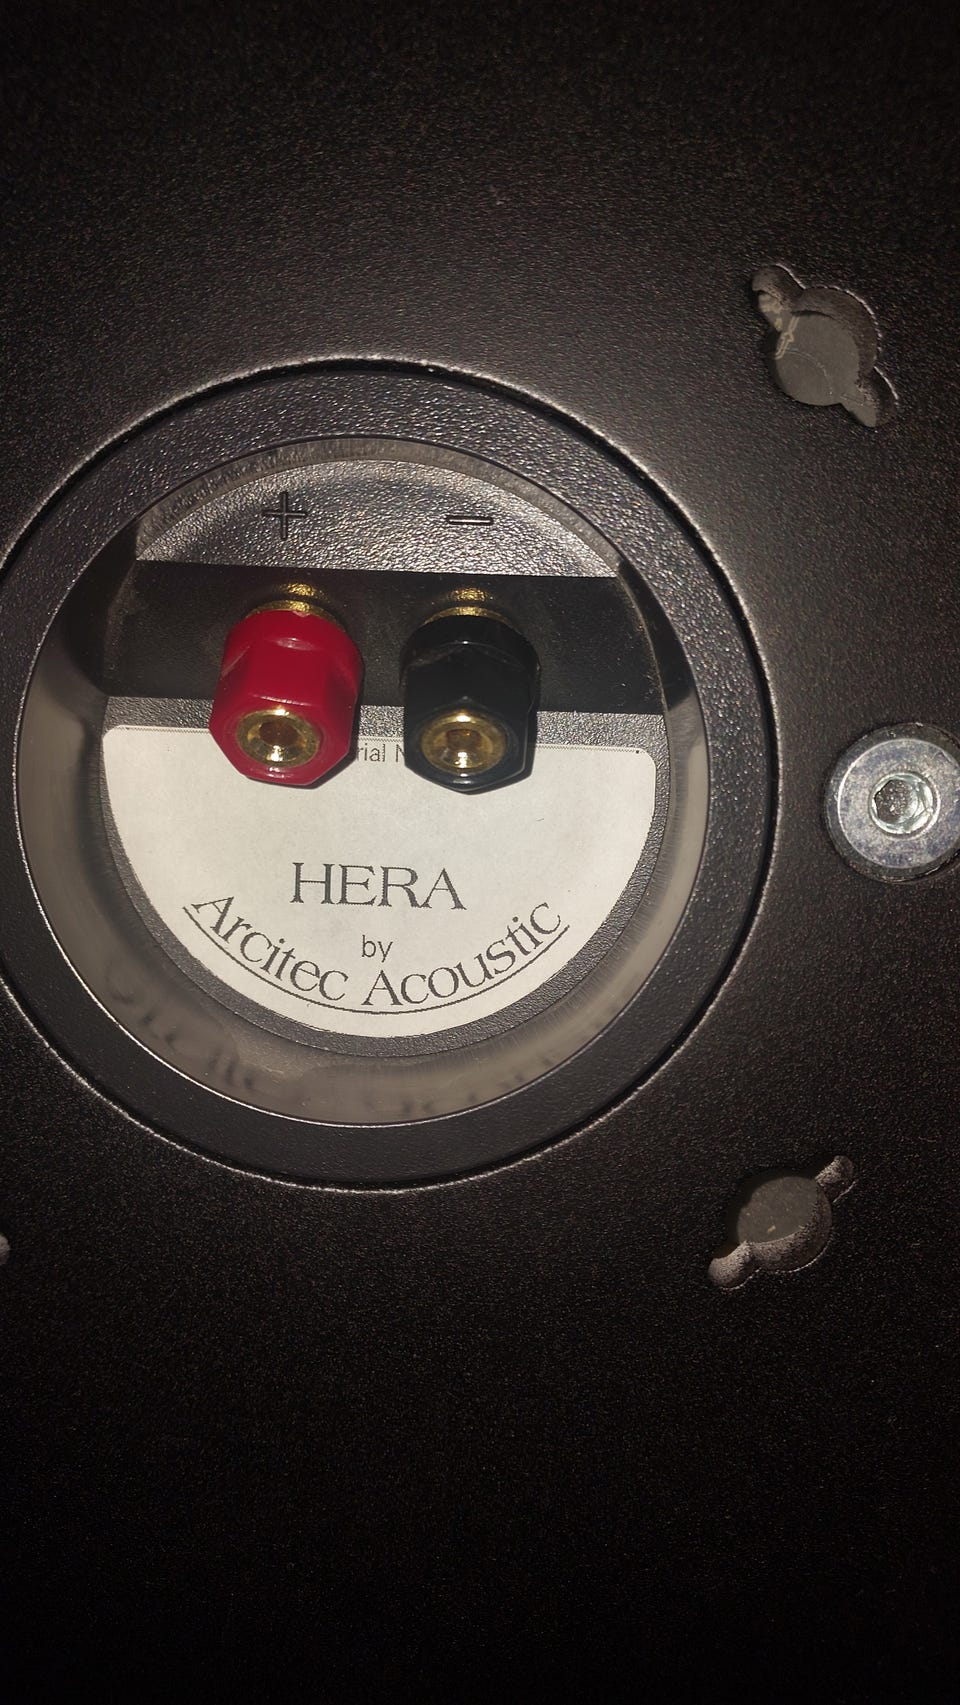 + −
HERA
by
Arcitec Acoustic